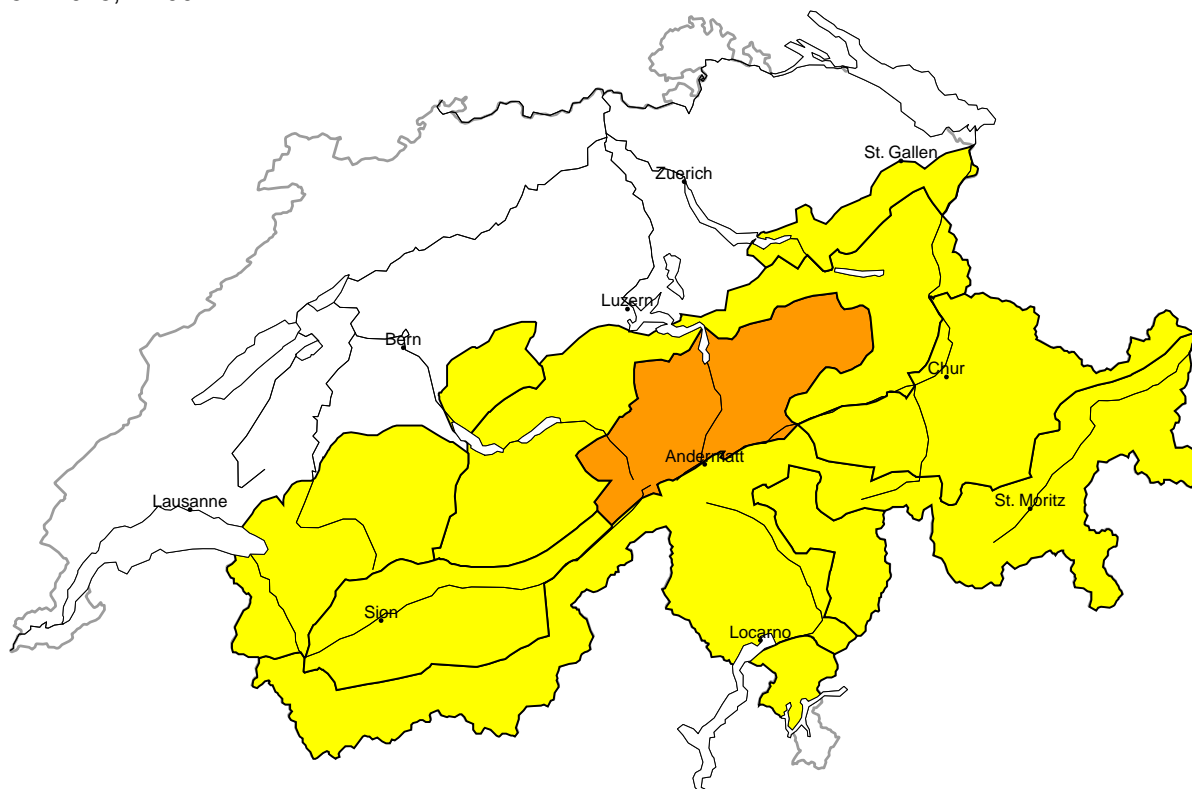 St. Gallen
Zuerich
Luzern
Bern
Chur
Andermatt
Lausanne
St. Moritz
Sion
Locarno